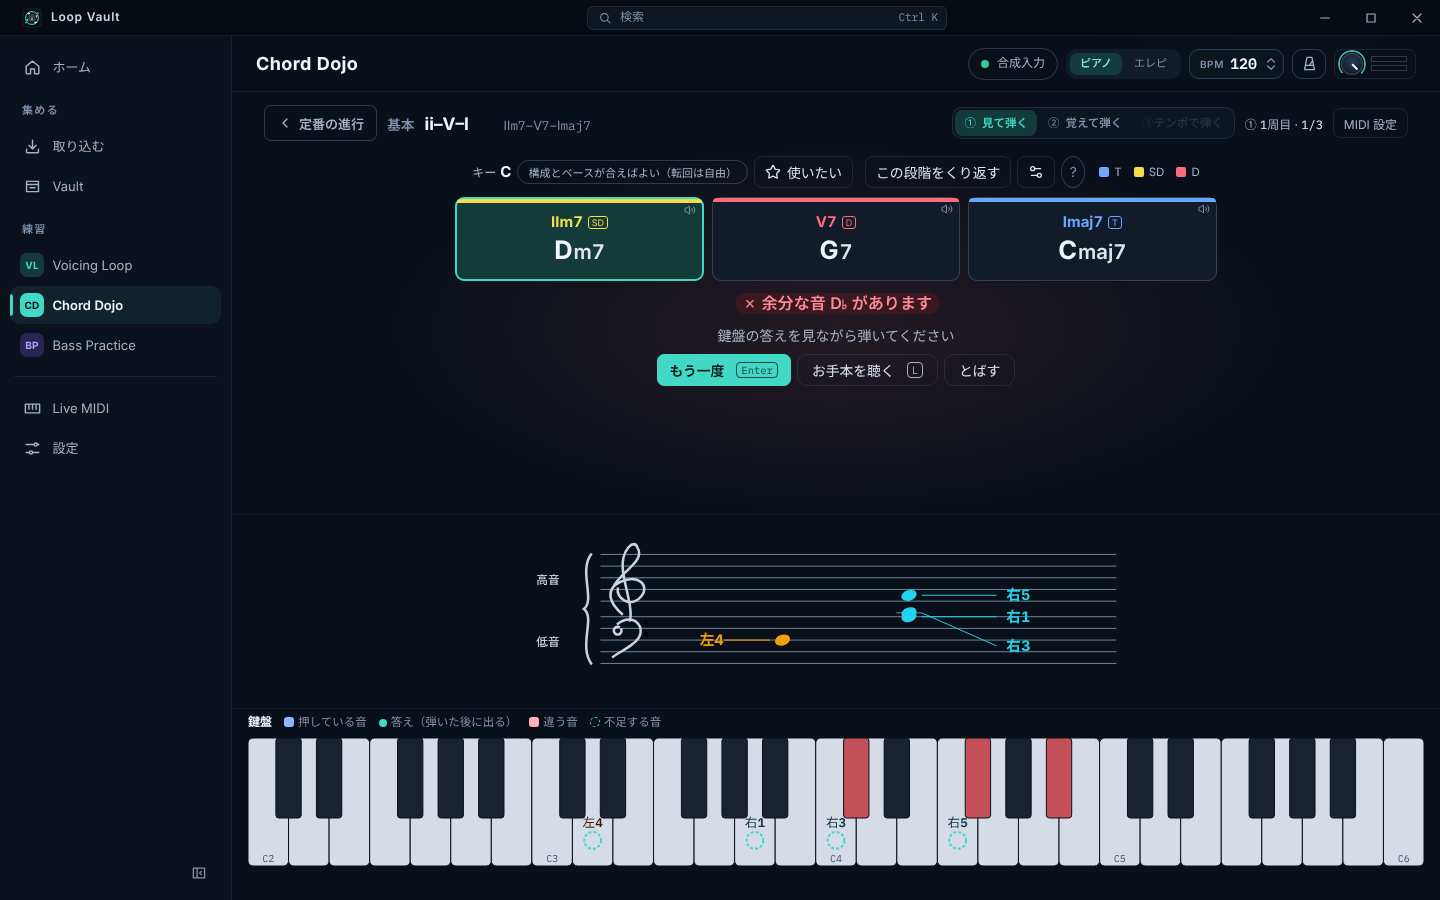 Loop Vault
検索 Ctrl K
ホーム
集める
取り込む
Vault
練習
VL Voicing Loop
CD Chord Dojo
BP Bass Practice
Live MIDI
設定
Chord Dojo
合成入力
ピアノ エレピ
BPM 120
定番の進行 基本 ii–V–I IIm7–V7–Imaj7
① 見て弾く ② 覚えて弾く ③テンポで弾く
① 1周目 · 1/3
MIDI 設定
キー C 構成とベースが合えばよい（転回は自由） 使いたい この段階をくり返す ? T SD D
IIm7 SD
Dm7
V7 D
G7
Imaj7 T
Cmaj7
× 余分な音 D♭ があります
鍵盤の答えを見ながら弾いてください
もう一度 Enter お手本を聴く L とばす
高音
低音
左4
右5
右1
右3
鍵盤 押している音 答え（弾いた後に出る） 違う音 不足する音
左4 右1 右3 右5
C2 C3 C4 C5 C6